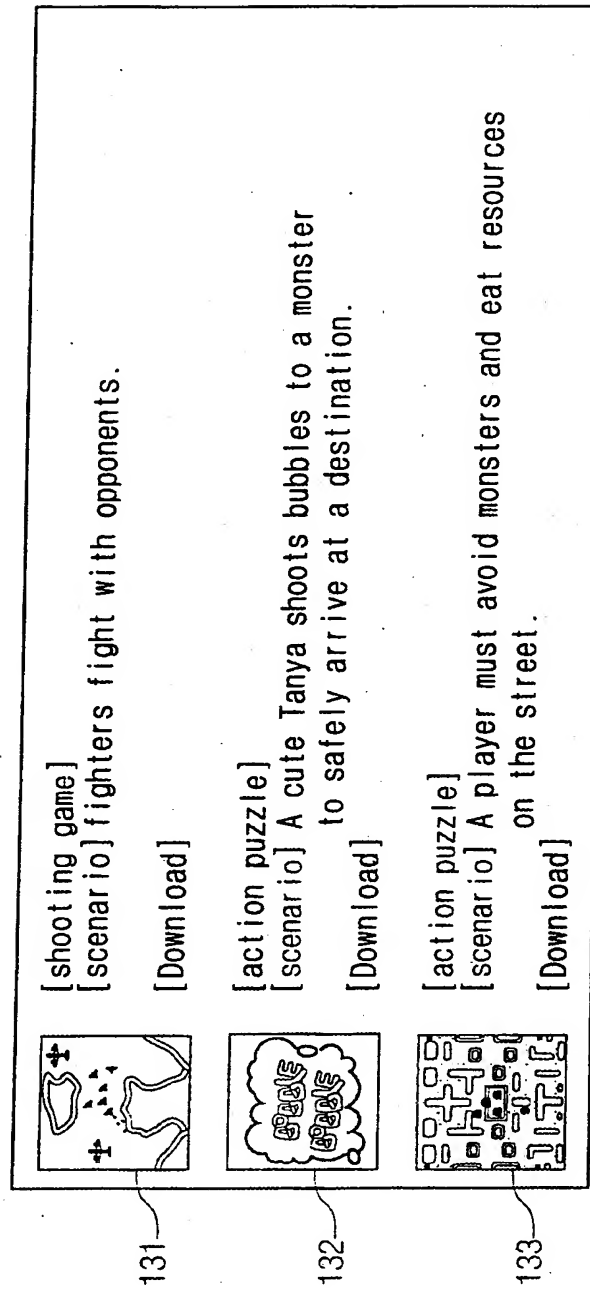 [shooting game]
[scenario] fighters fight with opponents.
[Download]
131
[action puzzle]
[scenario] A cute Tanya shoots bubbles to a monster
to safely arrive at a destination.
[Download]
BOBBLE
BOBBLE
132
[action puzzle]
[scenario] A player must avoid monsters and eat resources
on the street.
[Download]
133